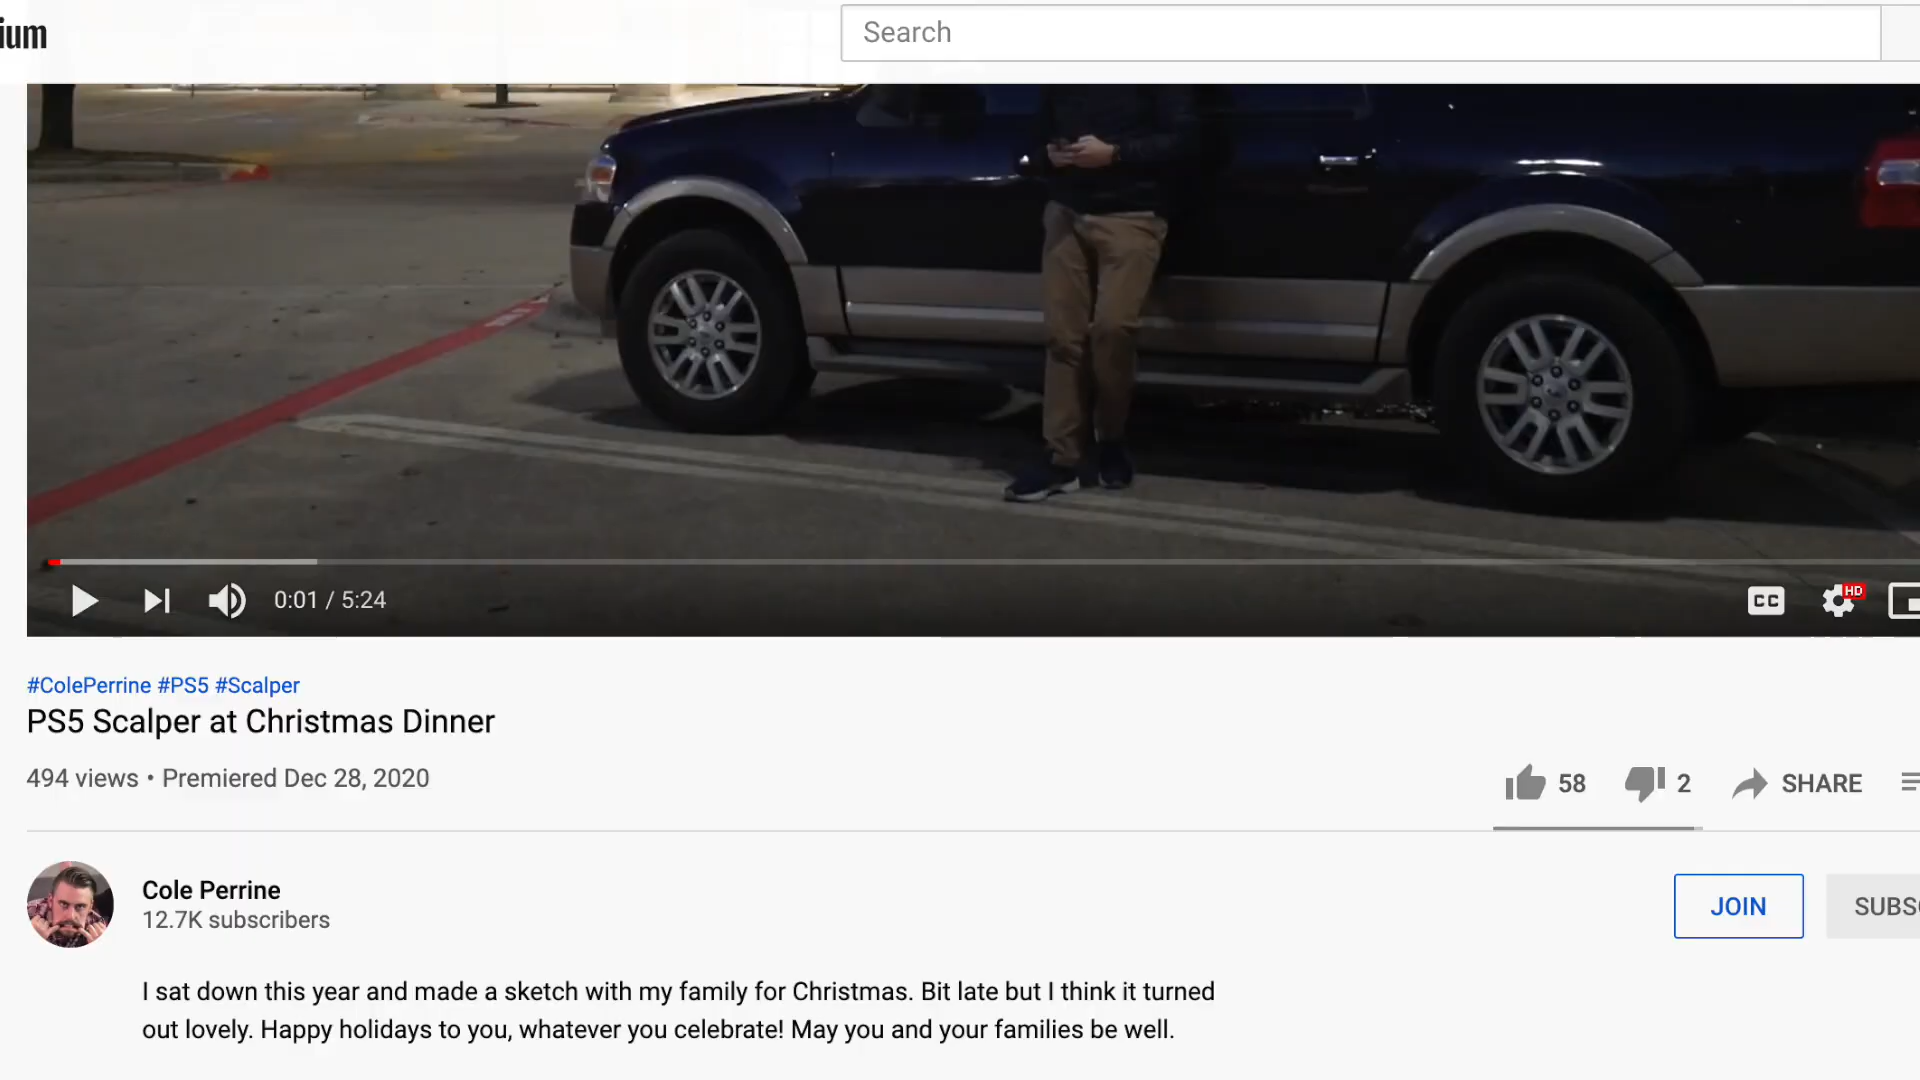 ium
Search
0:01 / 5:24
CC
HD
#ColePerrine #PS5 #Scalper
PS5 Scalper at Christmas Dinner
494 views • Premiered Dec 28, 2020
58
2
SHARE
Cole Perrine
12.7K subscribers
JOIN
SUBS
I sat down this year and made a sketch with my family for Christmas. Bit late but I think it turned
out lovely. Happy holidays to you, whatever you celebrate! May you and your families be well.